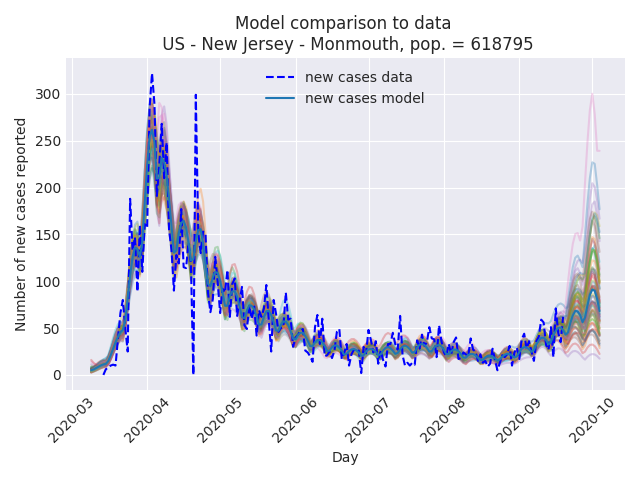 Model comparison to data
US - New Jersey - Monmouth, pop. = 618795
new cases data
new cases model
Number of new cases reported
300
250
200
150
100
50
0
2020-03
2020-04
2020-05
2020-06
2020-07
2020-08
2020-09
2020-10
Day